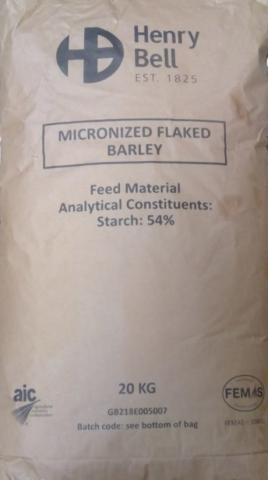 HB
Henry
Bell
EST. 1825
MICRONIZED FLAKED
BARLEY
Feed Material
Analytical Constituents:
Starch: 54%
aic
20 KG
FEMAS
GB218E005007
Batch code: see bottom of bag